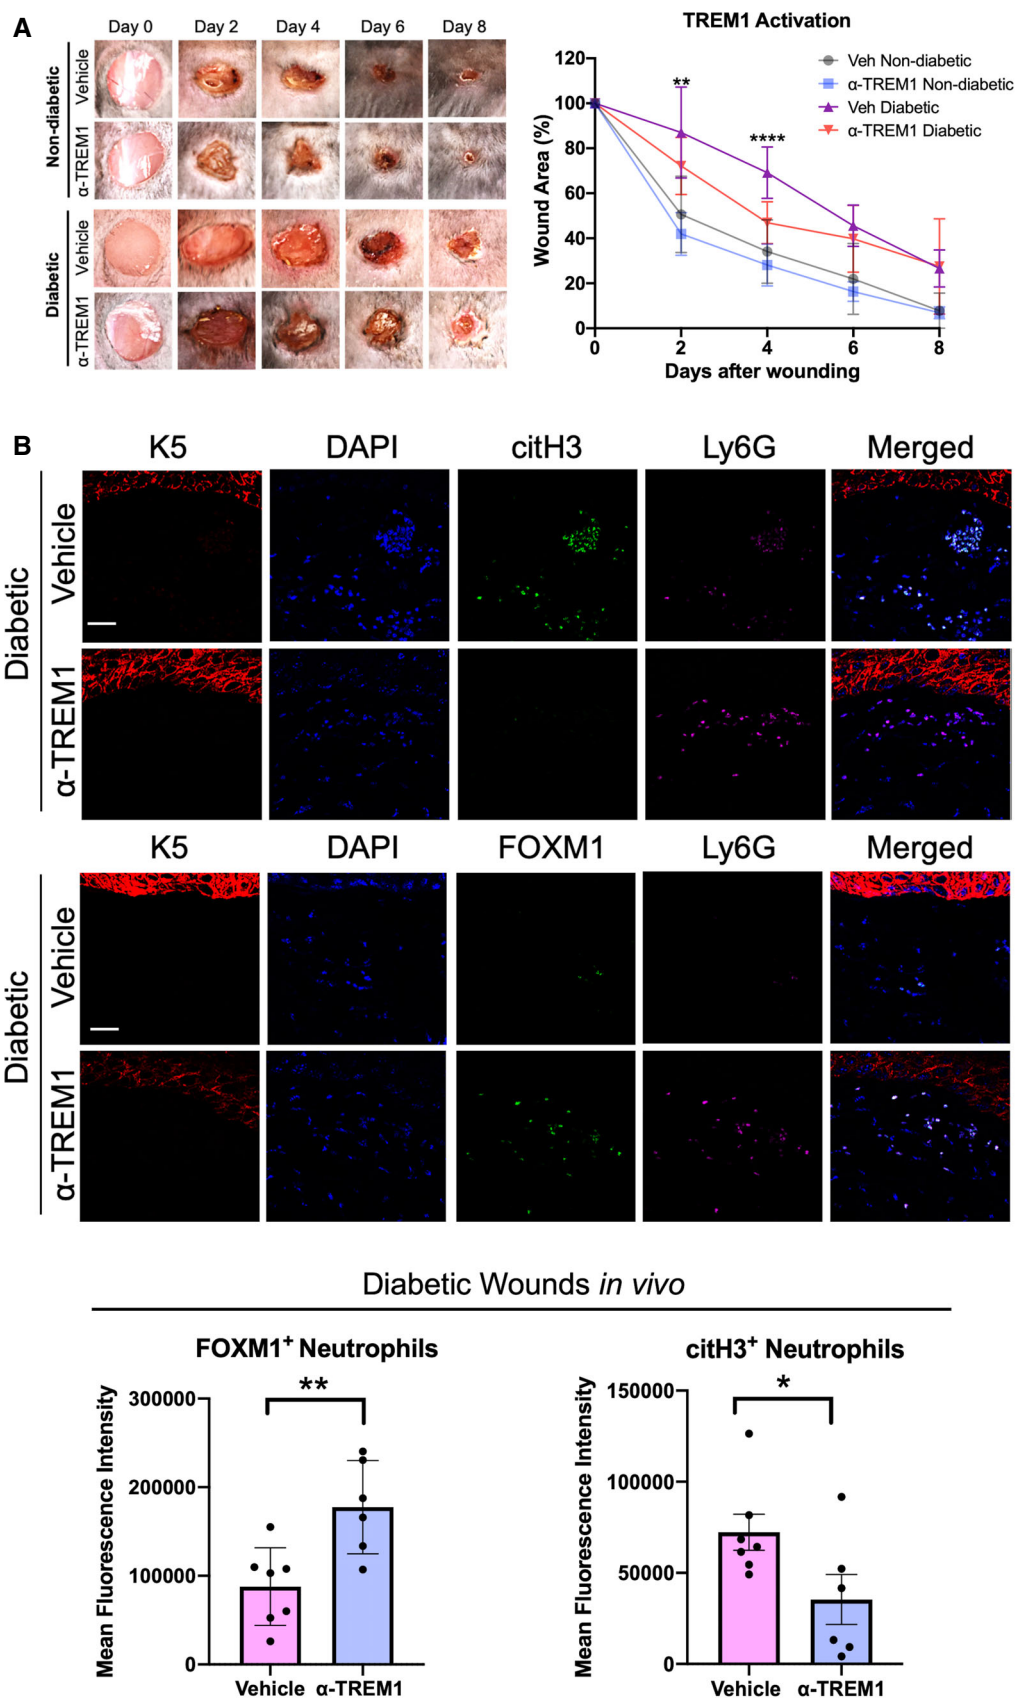 A
Day 0 Day 2 Day 4 Day 6 Day 8
Non-diabetic
Vehicle
α-TREM1
Diabetic
Vehicle
α-TREM1
TREM1 Activation
Wound Area (%)
120
100
80
60
40
20
0
**
****
0 2 4 6 8
Days after wounding
Veh Non-diabetic
α-TREM1 Non-diabetic
Veh Diabetic
α-TREM1 Diabetic
B
K5 DAPI citH3 Ly6G Merged
Diabetic
Vehicle
α-TREM1
K5 DAPI FOXM1 Ly6G Merged
Diabetic
Vehicle
α-TREM1
Diabetic Wounds in vivo
FOXM1+ Neutrophils
Mean Fluorescence Intensity
300000
200000
100000
0
**
Vehicle α-TREM1
citH3+ Neutrophils
Mean Fluorescence Intensity
150000
100000
50000
0
*
Vehicle α-TREM1